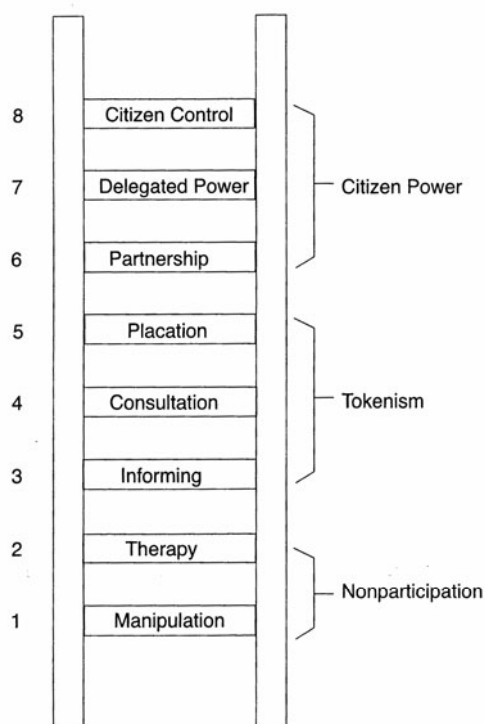 8 Citizen Control
7 Delegated Power Citizen Power
6 Partnership
5 Placation
4 Consultation Tokenism
3 Informing
2 Therapy
Nonparticipation
1 Manipulation